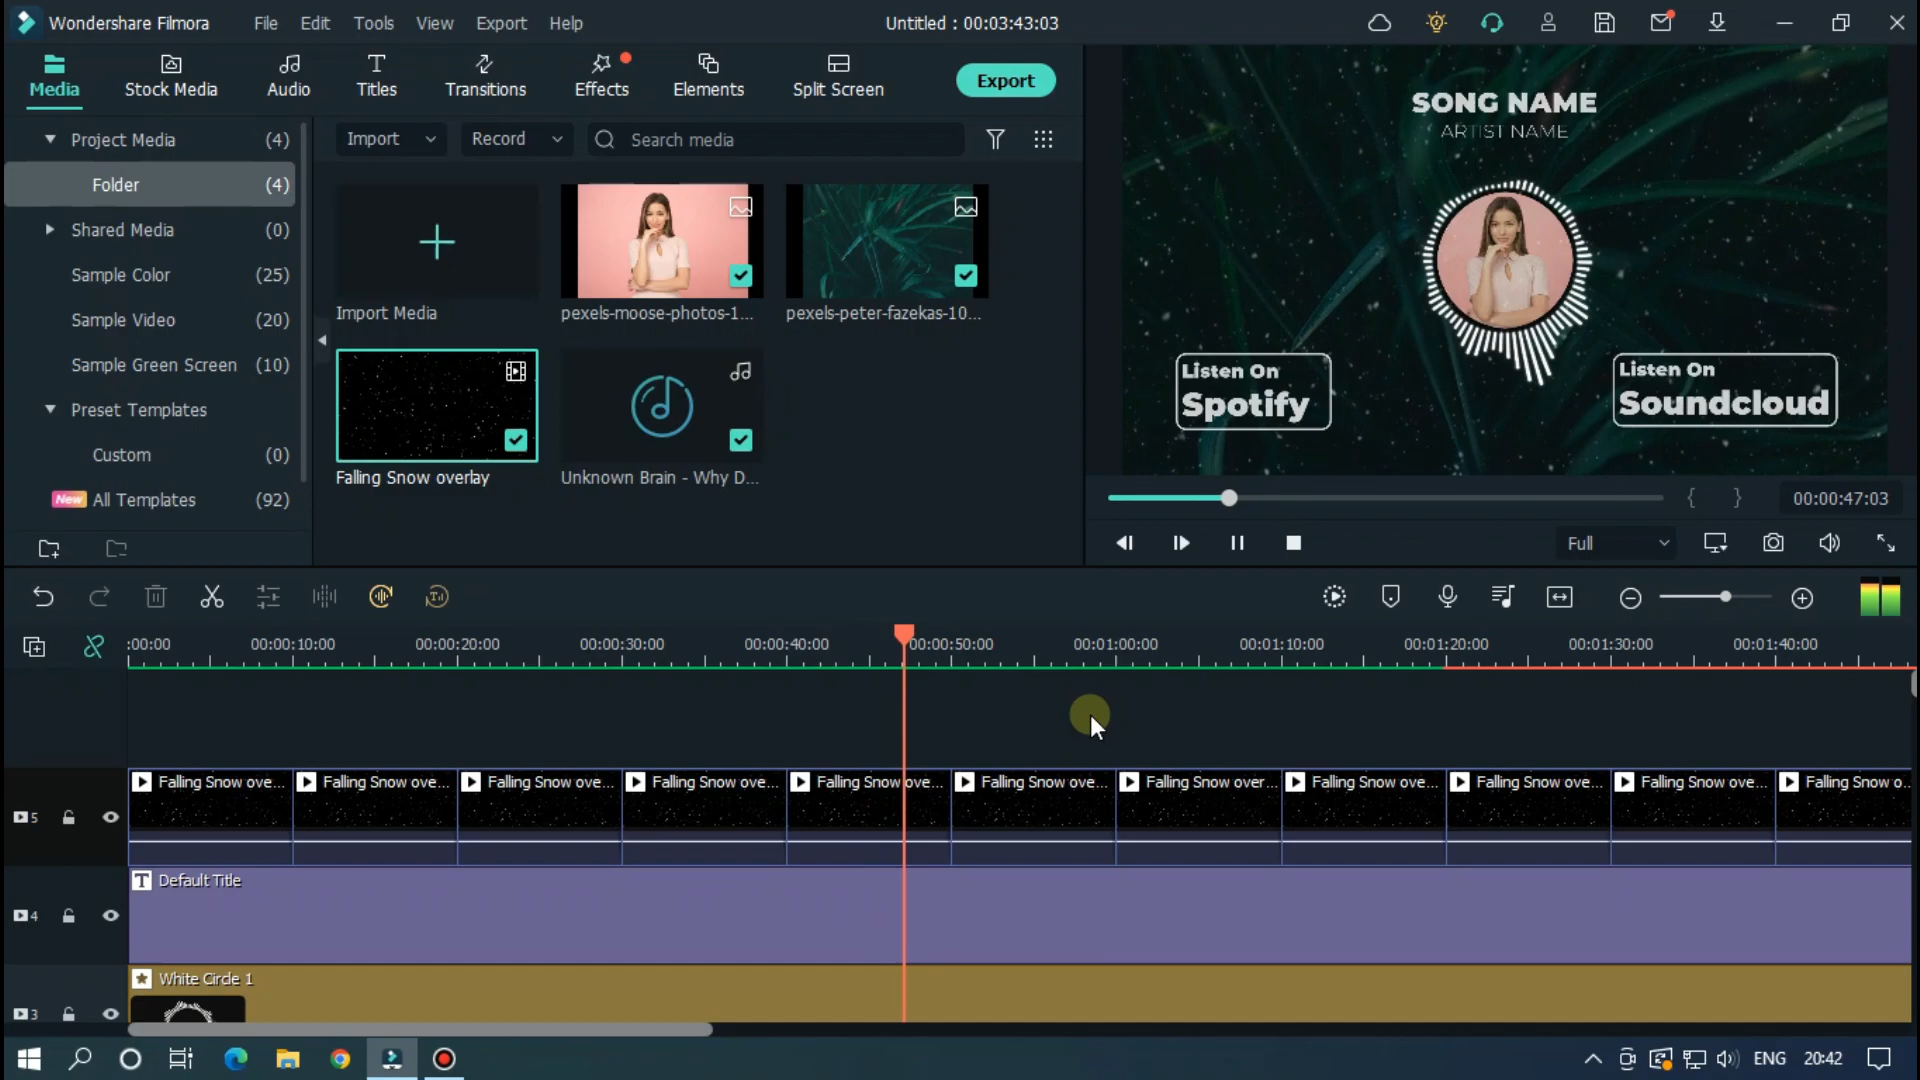 Wondershare Filmora
File Edit Tools View Export Help
Untitled : 00:03:43:03
Media
Stock Media
Audio
Titles
Transitions
Effects
Elements
Split Screen
Export
Project Media (4)
Folder (4)
Shared Media (0)
Sample Color (25)
Sample Video (20)
Sample Green Screen (10)
Preset Templates
Custom (0)
New All Templates (92)
Import
Record
Search media
Import Media
pexels-moose-photos-1...
pexels-peter-fazekas-10...
Falling Snow overlay
Unknown Brain - Why D...
SONG NAME
ARTIST NAME
Listen On
Spotify
Listen On
Soundcloud
{ }
00:00:47:03
Full
:00:00
00:00:10:00
00:00:20:00
00:00:30:00
00:00:40:00
00:00:50:00
00:01:00:00
00:01:10:00
00:01:20:00
00:01:30:00
00:01:40:00
5
Falling Snow ove...
Falling Snow ove...
Falling Snow ove...
Falling Snow ove...
Falling Snow ove...
Falling Snow ove...
Falling Snow over...
Falling Snow ove...
Falling Snow ove...
Falling Snow ove...
Falling Snow o...
4
T Default Title
3
White Circle 1
ENG
20:42